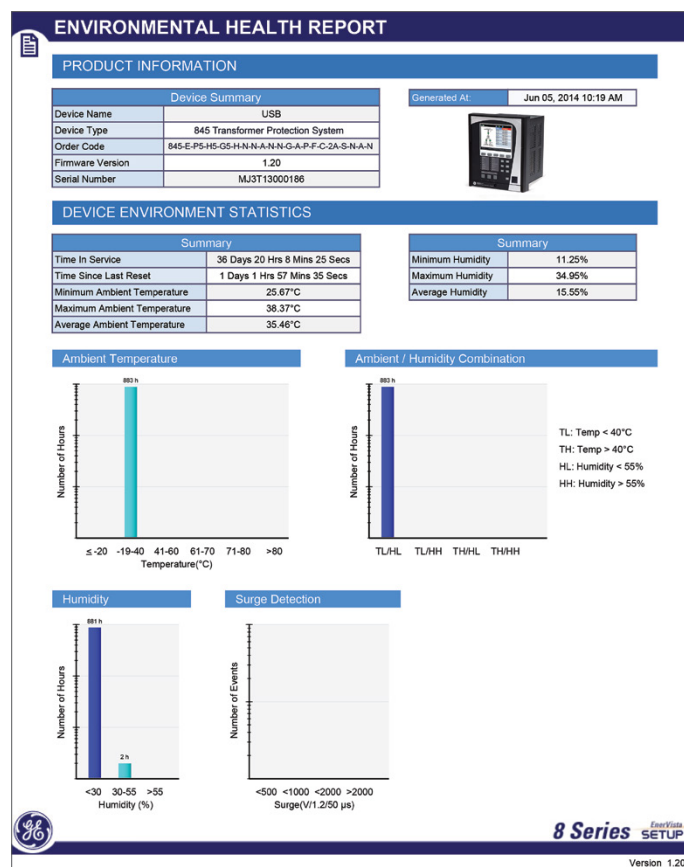 ENVIRONMENTAL HEALTH REPORT
PRODUCT INFORMATION
Device Summary
Device Name USB
Device Type 845 Transformer Protection System
Order Code 845-E-P5-H5-G5-H-N-N-A-N-N-G-A-P-F-C-2A-S-N-A-N
Firmware Version 1.20
Serial Number MJ3T13000186
Generated At: Jun 05, 2014 10:19 AM
DEVICE ENVIRONMENT STATISTICS
Summary
Time In Service 36 Days 20 Hrs 8 Mins 25 Secs
Time Since Last Reset 1 Days 1 Hrs 57 Mins 35 Secs
Minimum Ambient Temperature 25.67°C
Maximum Ambient Temperature 38.37°C
Average Ambient Temperature 35.46°C
Summary
Minimum Humidity 11.25%
Maximum Humidity 34.95%
Average Humidity 15.55%
Ambient Temperature
883 h
Number of Hours
≤ -20 -19-40 41-60 61-70 71-80 >80
Temperature(°C)
Ambient / Humidity Combination
883 h
Number of Hours
TL/HL TL/HH TH/HL TH/HH
TL: Temp < 40°C
TH: Temp > 40°C
HL: Humidity < 55%
HH: Humidity > 55%
Humidity
881 h
2 h
Number of Hours
<30 30-55 >55
Humidity (%)
Surge Detection
Number of Events
<500 <1000 <2000 >2000
Surge(V/1.2/50 µs)
GE
8 Series EnerVista SETUP
Version 1.20